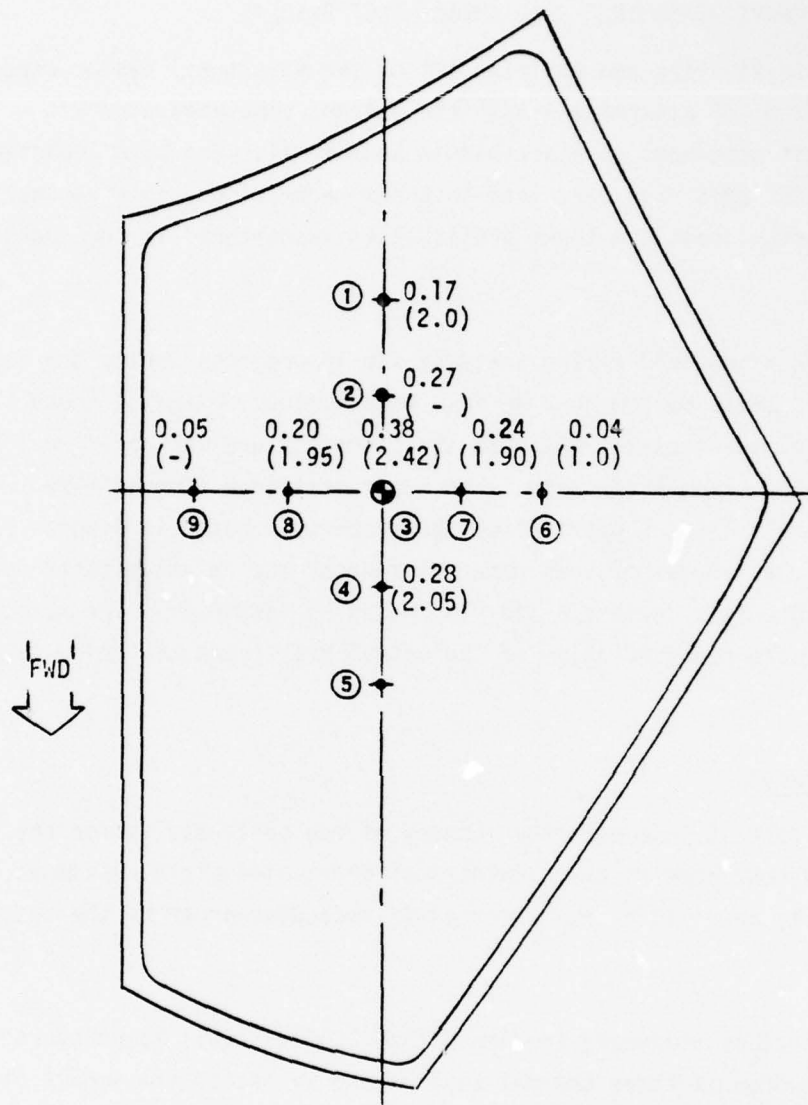 ① 0.17
(2.0)
② 0.27
( - )
0.05 0.20 0.38 0.24 0.04
(-) (1.95) (2.42) (1.90) (1.0)
⑨ ⑧ ③ ⑦ ⑥
④ 0.28
(2.05)
FWD
⑤